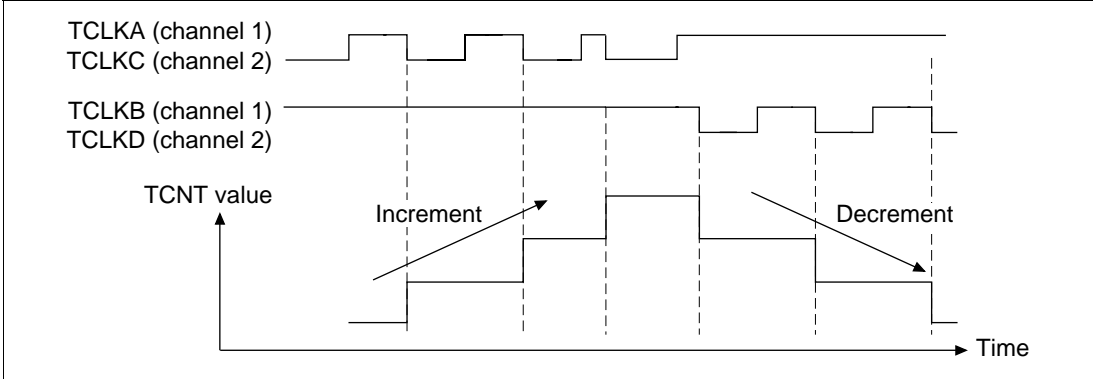 TCLKA (channel 1)
TCLKC (channel 2)
TCLKB (channel 1)
TCLKD (channel 2)
TCNT value
Increment
Decrement
Time